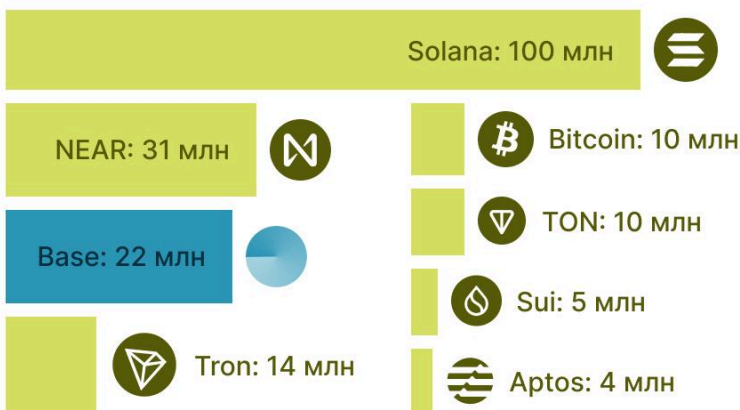 Solana: 100 млн
NEAR: 31 млн
Base: 22 млн
Tron: 14 млн
Bitcoin: 10 млн
TON: 10 млн
Sui: 5 млн
Aptos: 4 млн